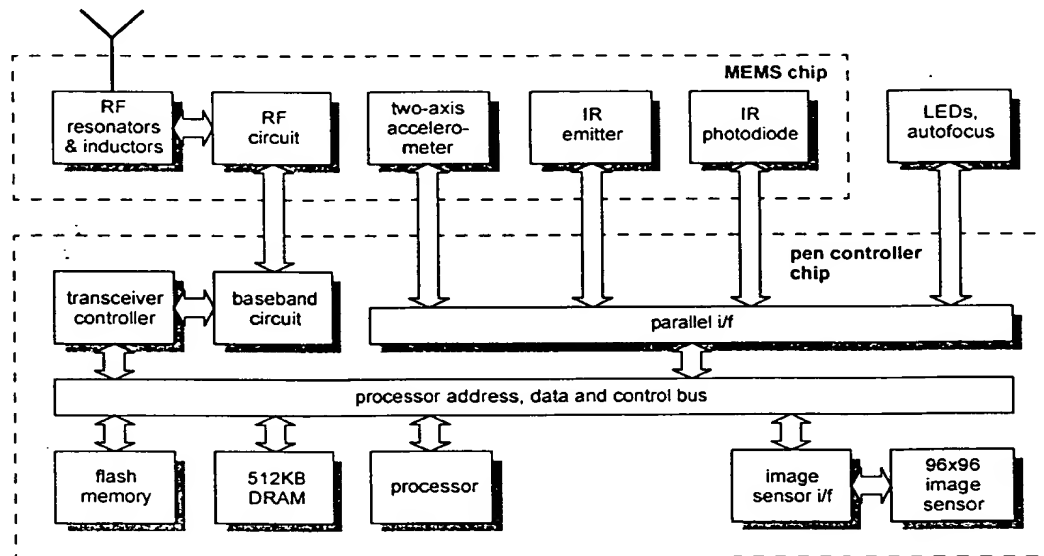 MEMS chip
RF
resonators
& inductors
RF
circuit
two-axis
accelero-
meter
IR
emitter
IR
photodiode
LEDs,
autofocus
pen controller
chip
transceiver
controller
baseband
circuit
parallel i/f
processor address, data and control bus
flash
memory
512KB
DRAM
processor
image
sensor i/f
96x96
image
sensor